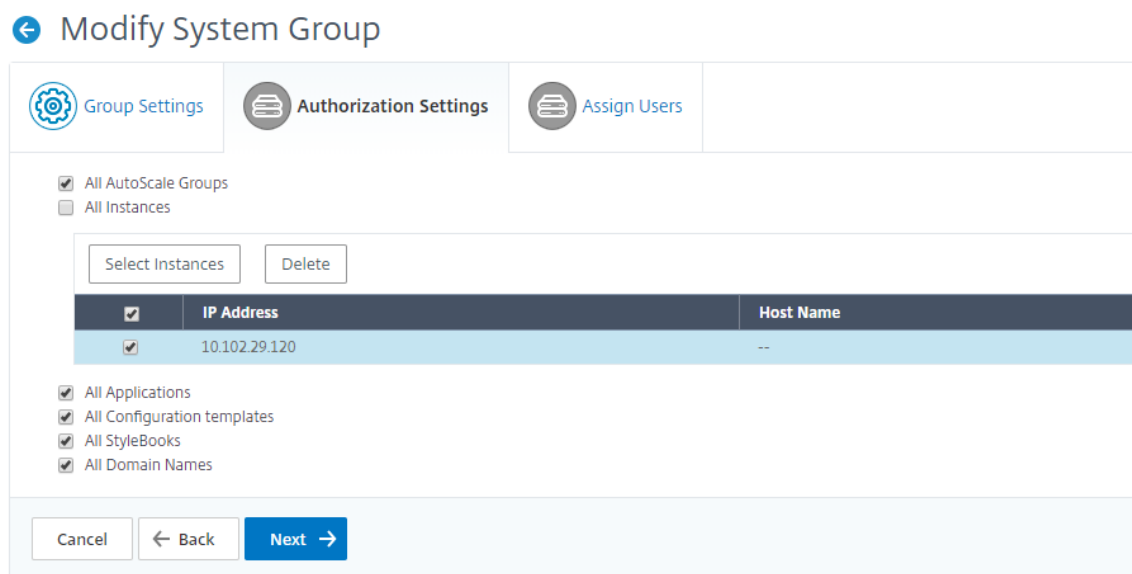 Modify System Group
Group Settings
Authorization Settings
Assign Users
All AutoScale Groups
All Instances
Select Instances Delete
IP Address Host Name
10.102.29.120 --
All Applications
All Configuration templates
All StyleBooks
All Domain Names
Cancel Back Next